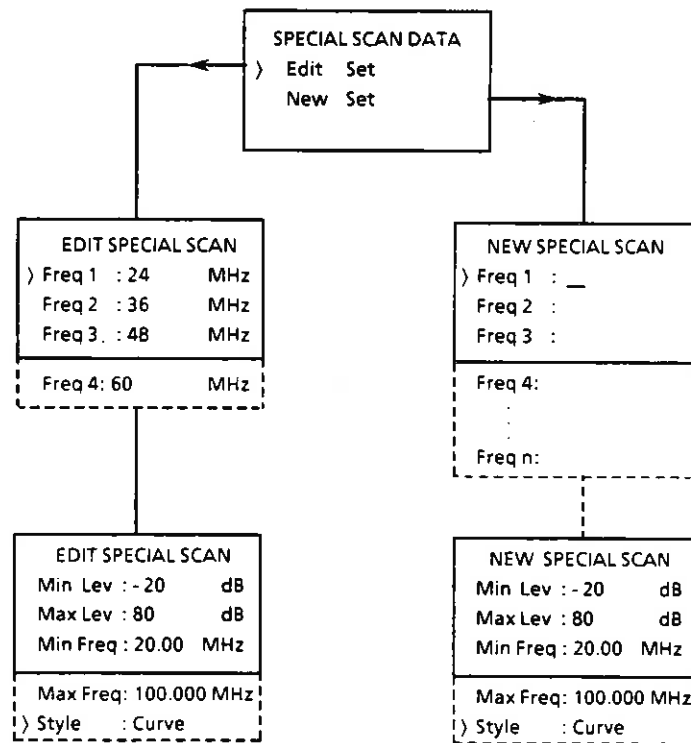 SPECIAL SCAN DATA
〉 Edit Set
New Set
EDIT SPECIAL SCAN
〉 Freq 1 : 24 MHz
Freq 2 : 36 MHz
Freq 3. : 48 MHz
Freq 4: 60 MHz
NEW SPECIAL SCAN
〉 Freq 1 : _
Freq 2 :
Freq 3 :
Freq 4:
.
.
Freq n:
EDIT SPECIAL SCAN
Min Lev : - 20 dB
Max Lev : 80 dB
Min Freq : 20.00 MHz
Max Freq: 100.000 MHz
〉 Style : Curve
NEW SPECIAL SCAN
Min Lev : - 20 dB
Max Lev : 80 dB
Min Freq : 20.00 MHz
Max Freq: 100.000 MHz
〉 Style : Curve